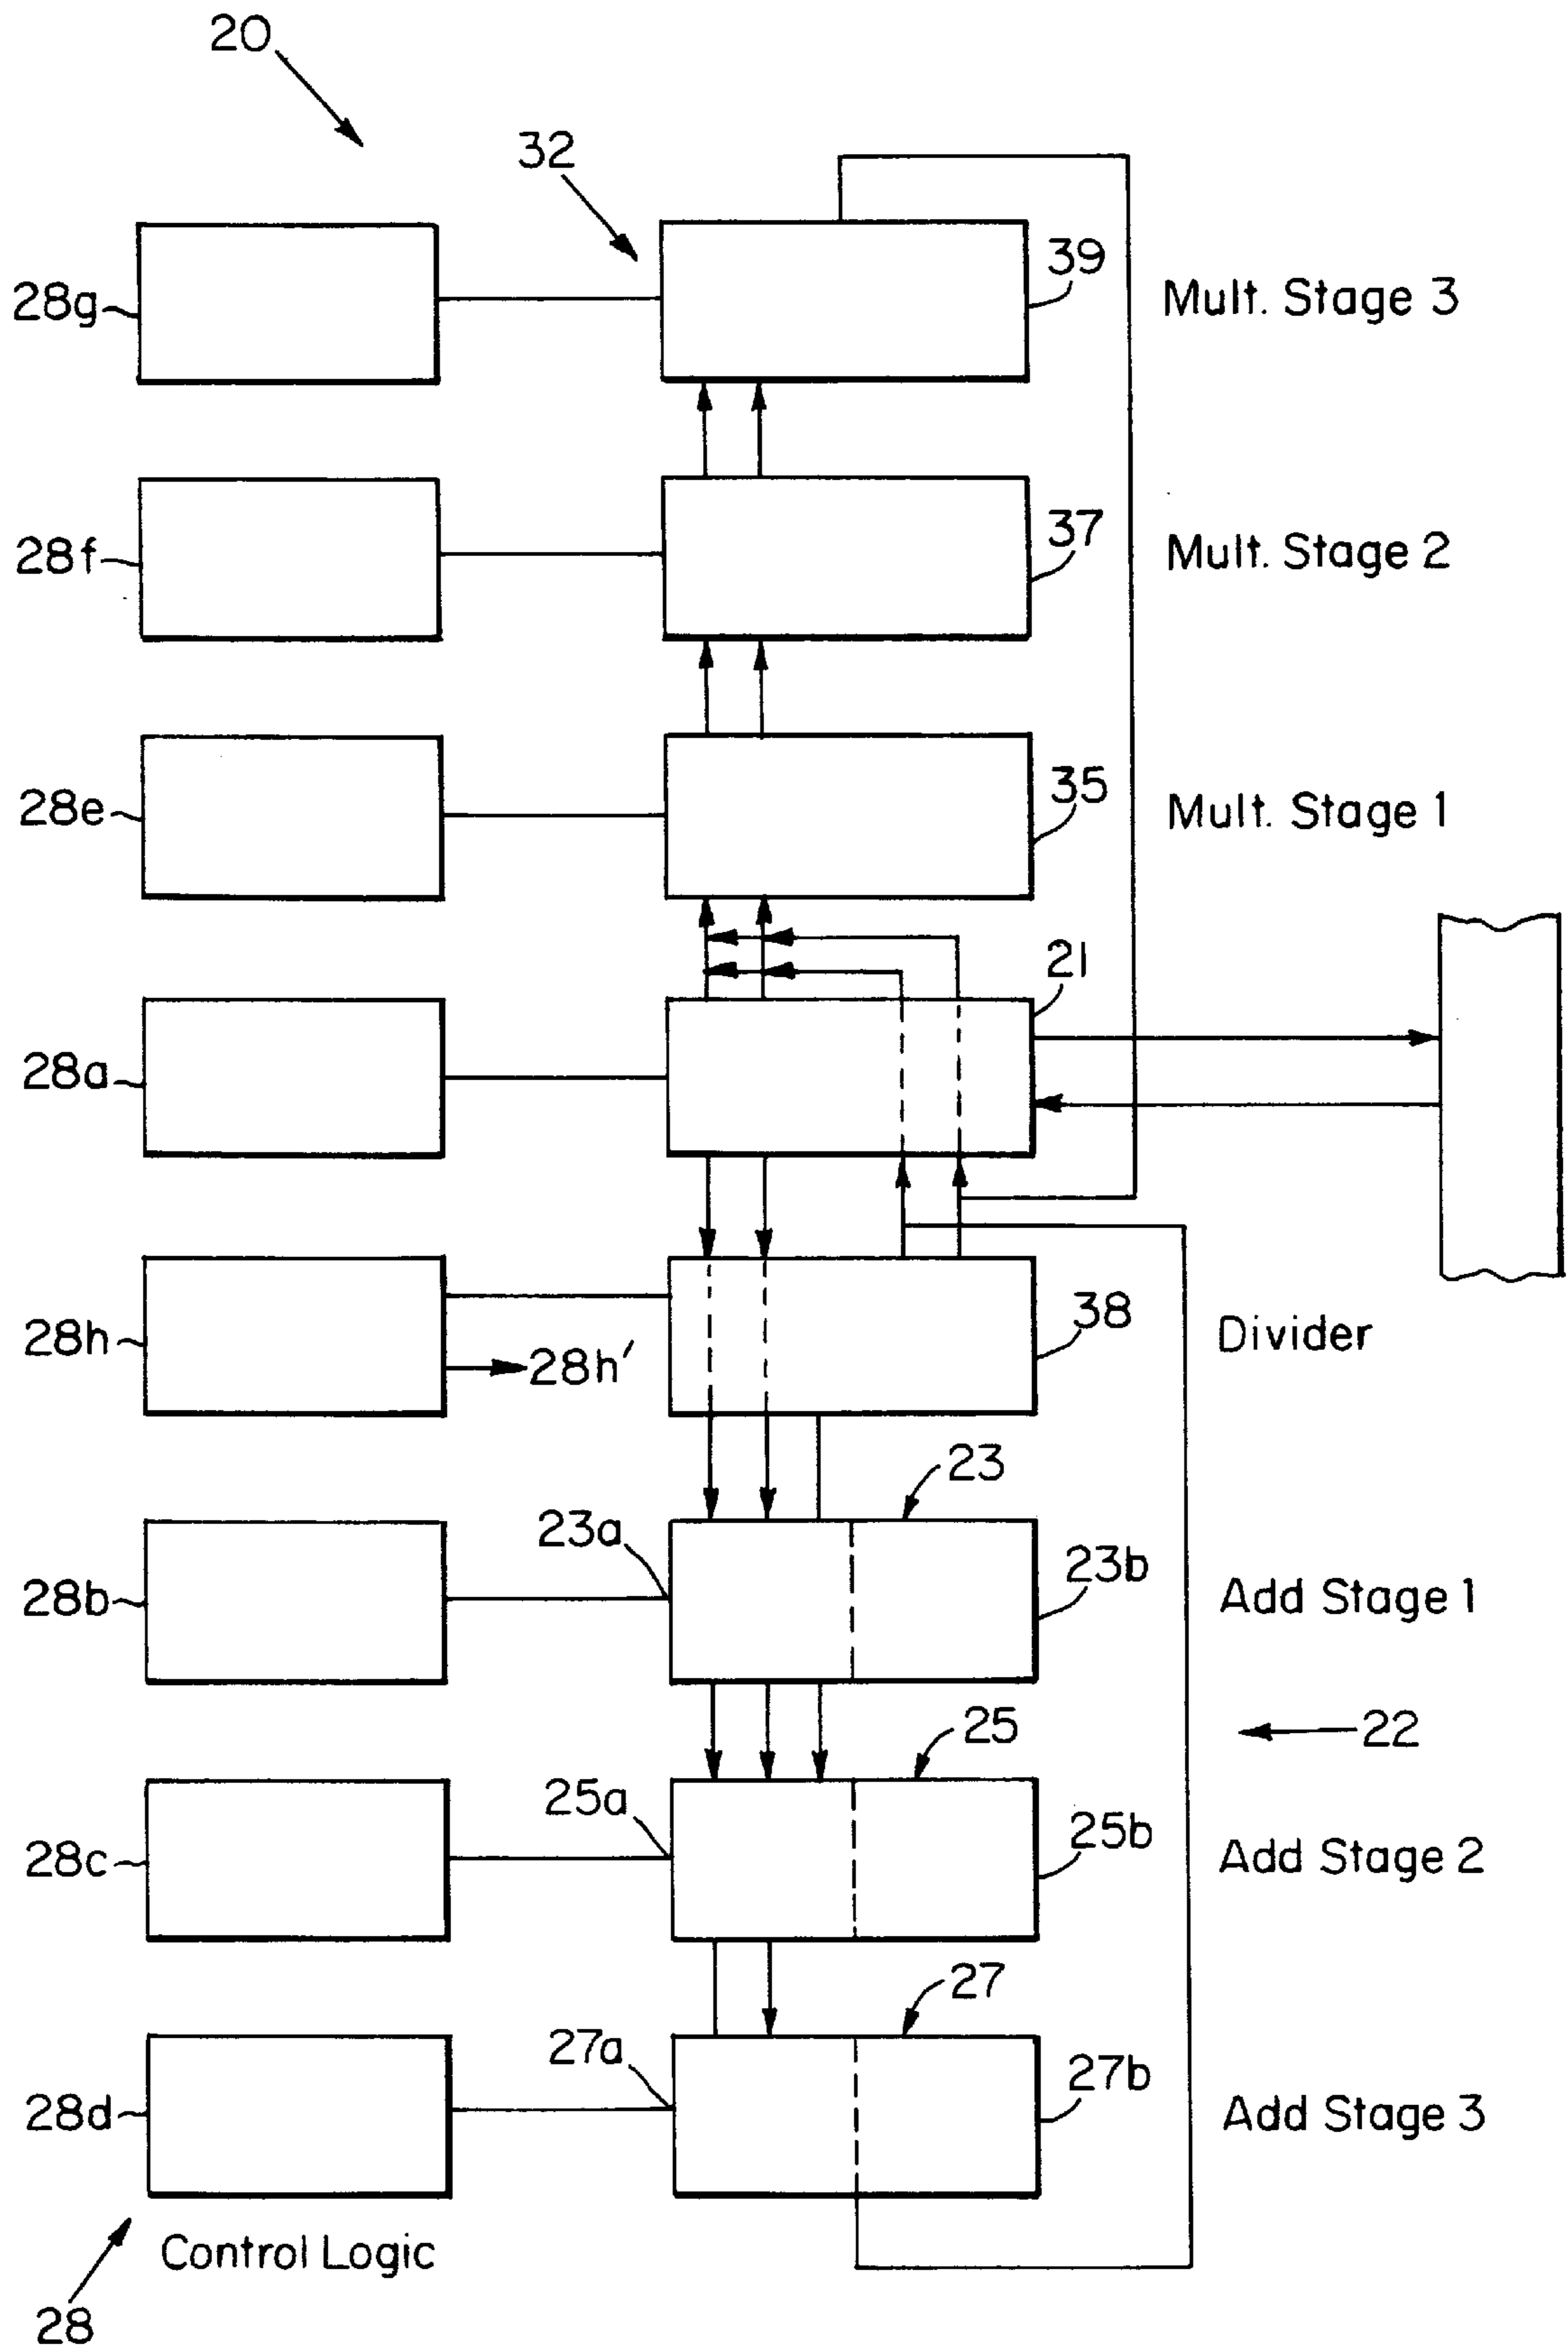 20
32
28g
39
Mult. Stage 3
28f
37
Mult. Stage 2
28e
35
Mult. Stage 1
28a
21
28h
28h′
38
Divider
23
23a
28b
23b
Add Stage 1
22
25
25a
28c
25b
Add Stage 2
27
27a
28d
27b
Add Stage 3
Control Logic
28